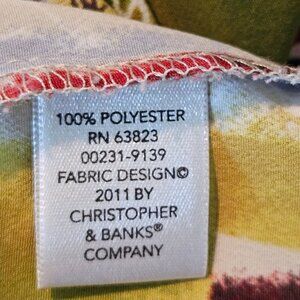 100% POLYESTER
RN 63823
00231-9139
FABRIC DESIGN©
2011 BY
CHRISTOPHER
& BANKS®
COMPANY